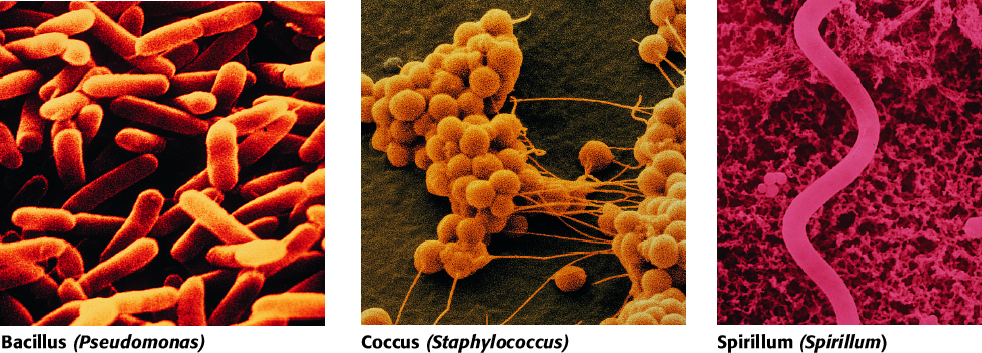 Bacillus (Pseudomonas)
Coccus (Staphylococcus)
Spirillum (Spirillum)